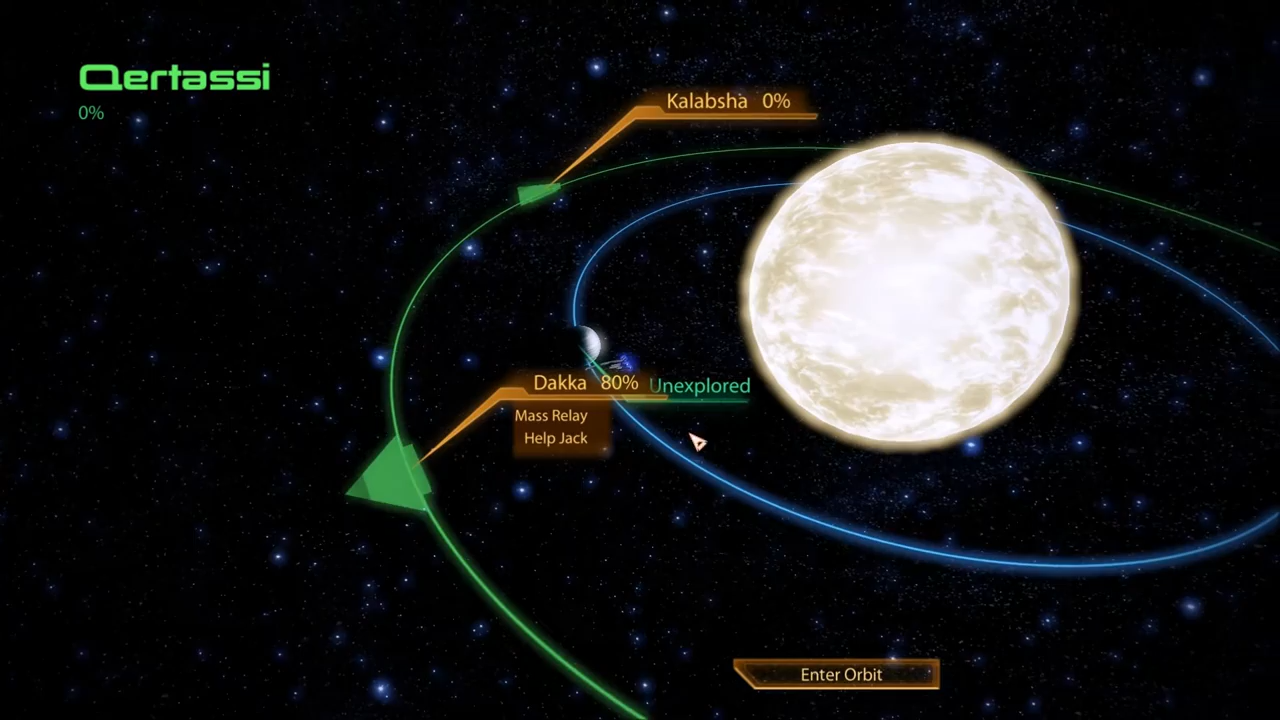 Qertassi
0%
Kalabsha 0%
Dakka 80%
Unexplored
Mass Relay
Help Jack
Enter Orbit